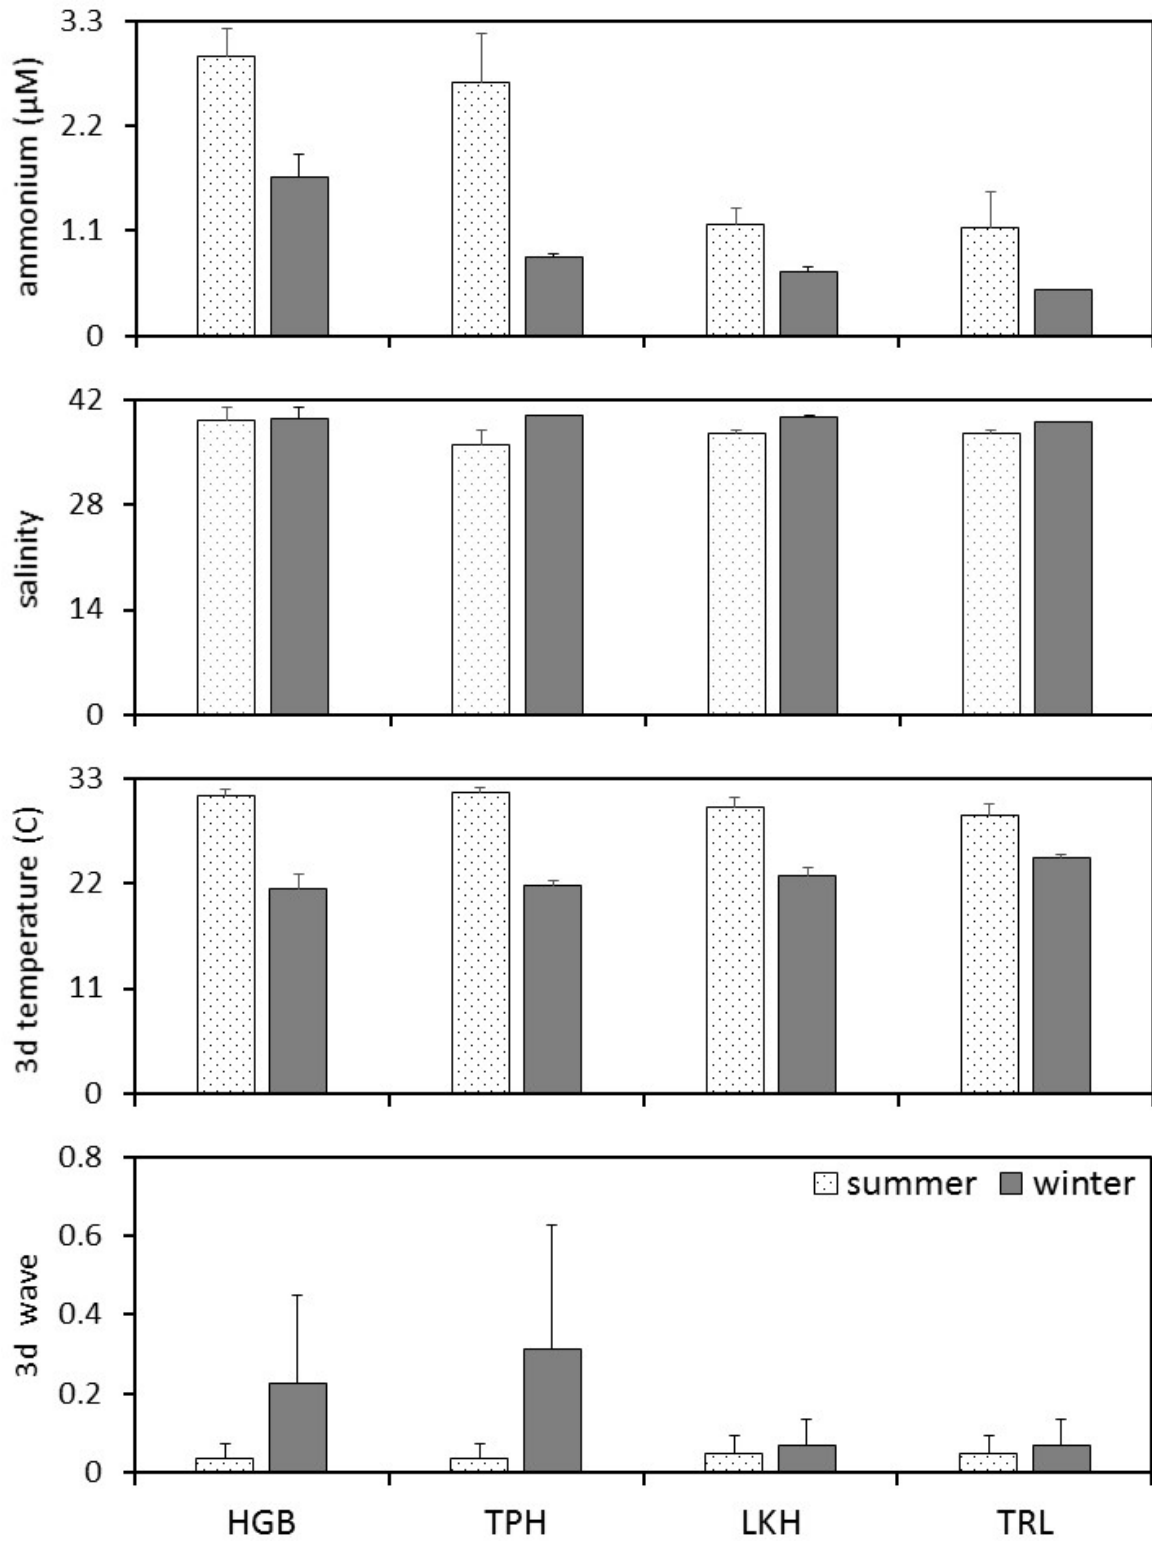 ammonium (µM)
3.3
2.2
1.1
0
salinity
42
28
14
0
3d temperature (C)
33
22
11
0
3d wave
0.8
0.6
0.4
0.2
0
summer winter
HGB TPH LKH TRL